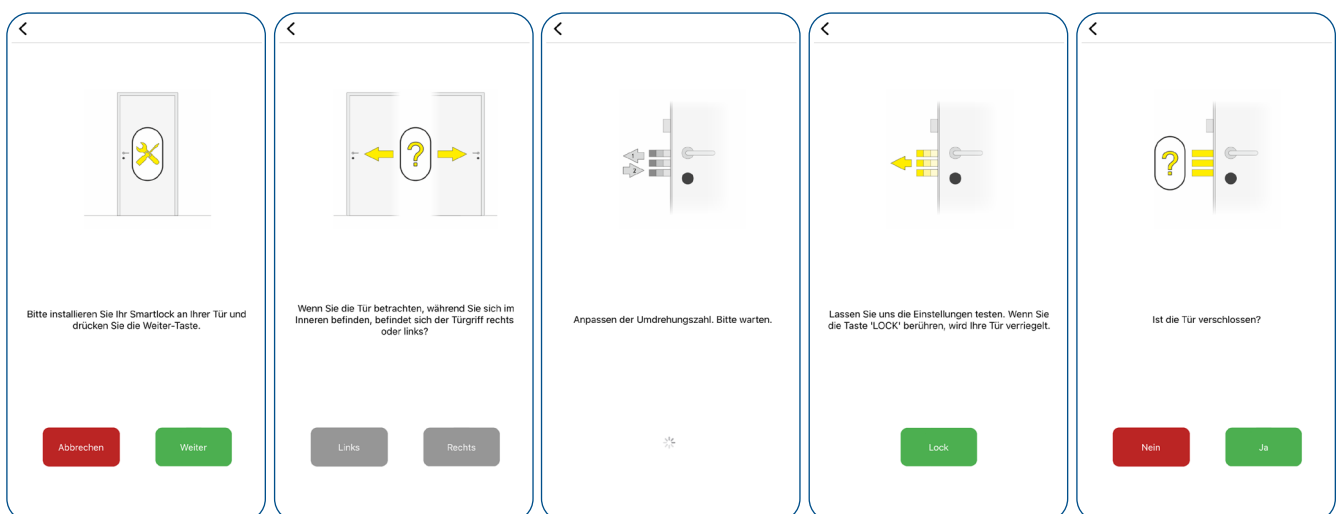 Bitte installieren Sie Ihr Smartlock an Ihrer Tür und
drücken Sie die Weiter-Taste.
Abbrechen
Weiter
?
Wenn Sie die Tür betrachten, während Sie sich im
Inneren befinden, befindet sich der Türgriff rechts
oder links?
Links
Rechts
1
2
Anpassen der Umdrehungszahl. Bitte warten.
Lassen Sie uns die Einstellungen testen. Wenn Sie
die Taste 'LOCK' berühren, wird Ihre Tür verriegelt.
Lock
?
Ist die Tür verschlossen?
Nein
Ja